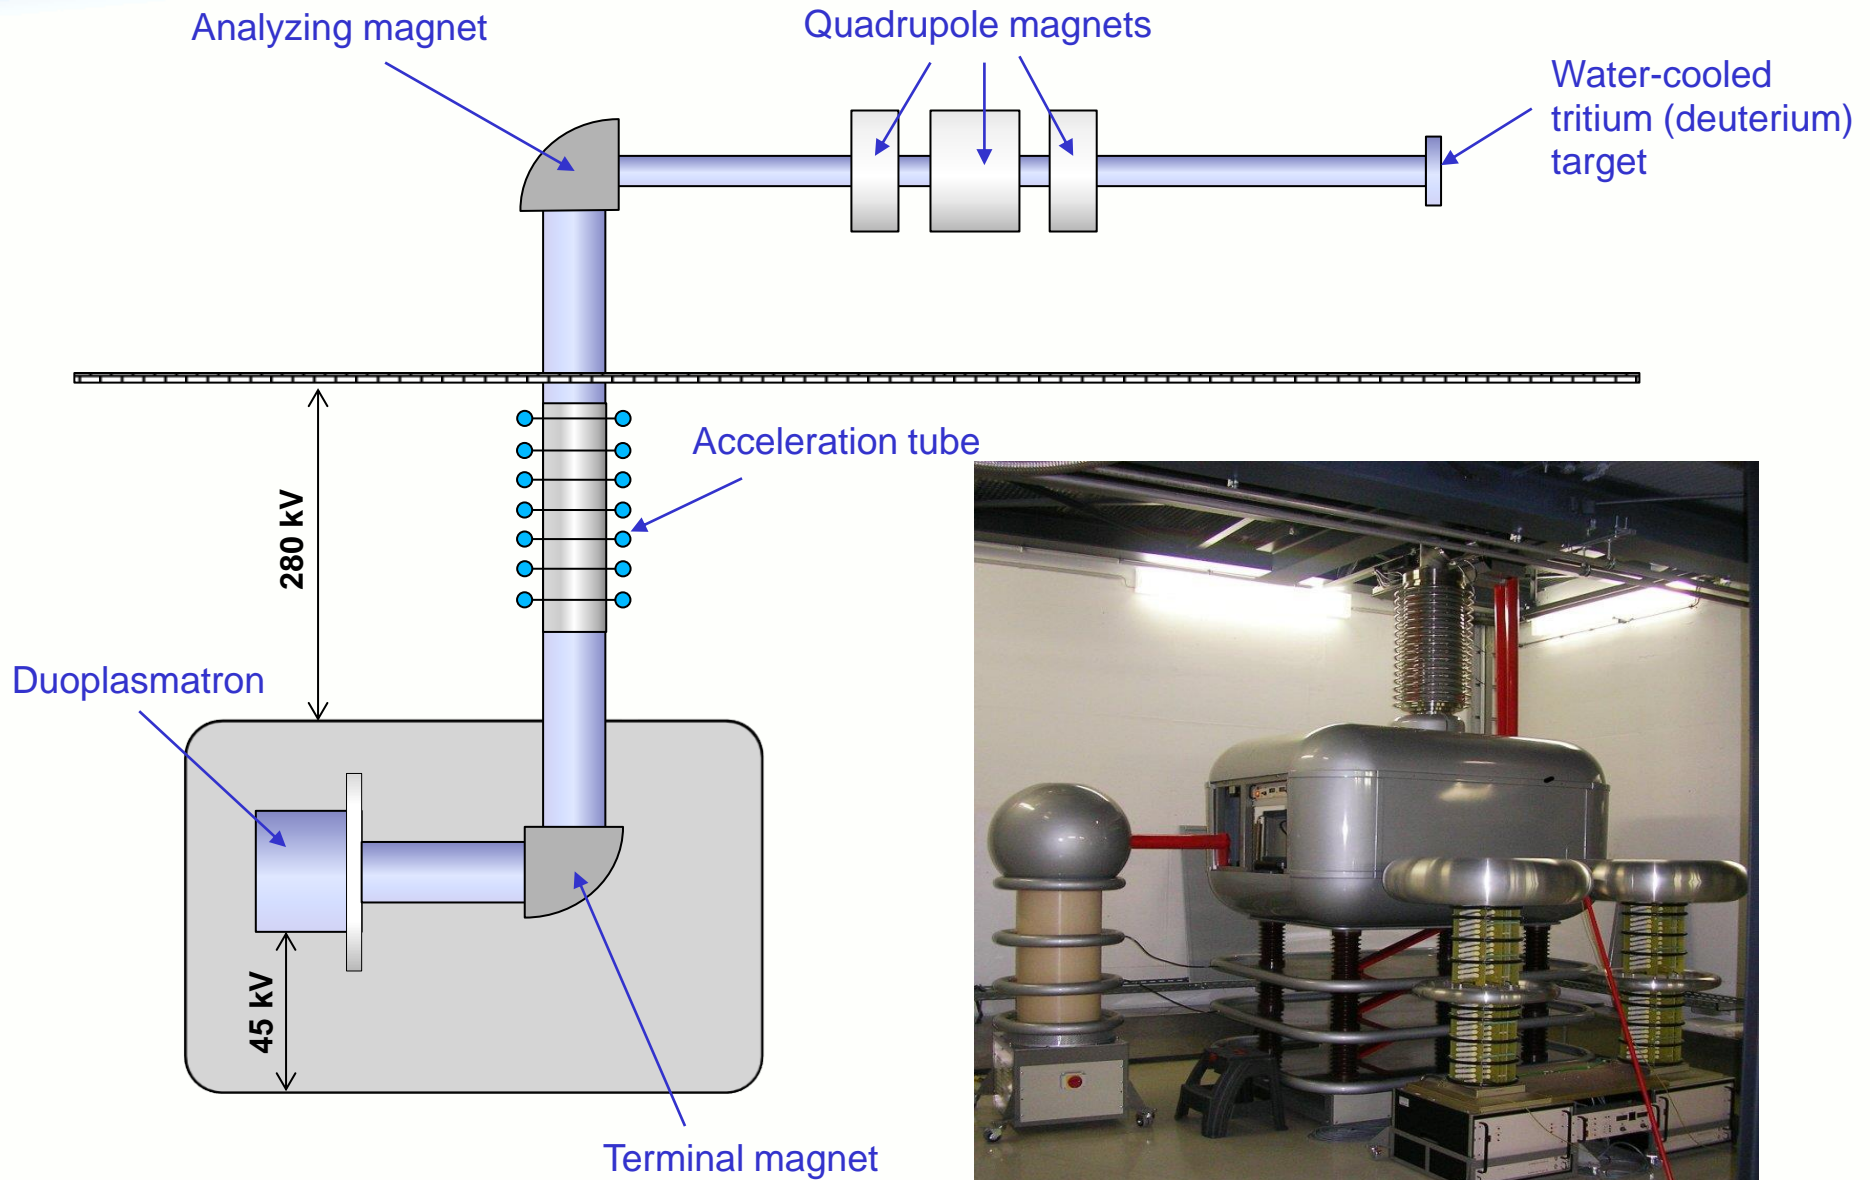 Analyzing magnet
Quadrupole magnets
Water-cooled
tritium (deuterium)
target
280 kV
Acceleration tube
Duoplasmatron
45 kV
Terminal magnet